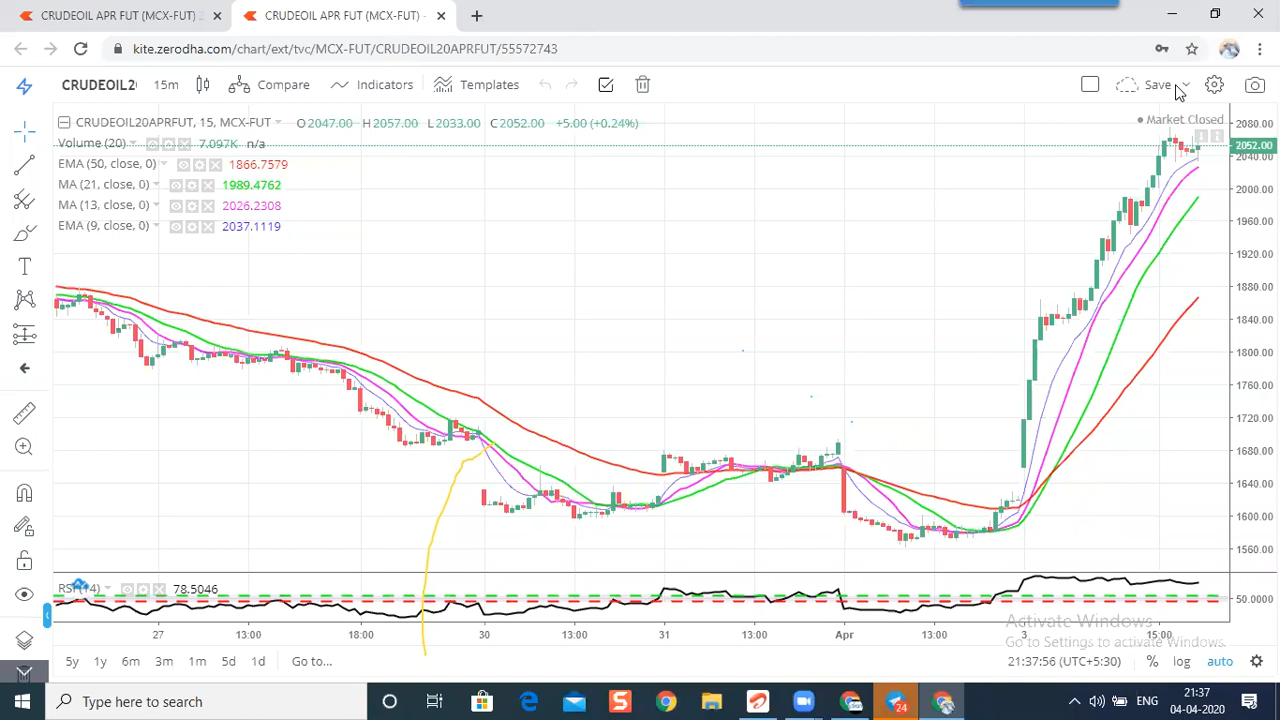 CRUDEOIL APR FUT (MCX-FUT)
CRUDEOIL APR FUT (MCX-FUT) -
kite.zerodha.com/chart/ext/tvc/MCX-FUT/CRUDEOIL20APRFUT/55572743
15m Compare Indicators Templates Save
CRUDEOIL20APRFUT, 15, MCX-FUT O2047.00 H2057.00 L2033.00 C2052.00 +5.00 (+0.24%)
Market Closed
Volume (20) 7.097K n/a
EMA (50, close, 0) 1866.7579
MA (21, close, 0) 1989.4762
MA (13, close, 0) 2026.2308
EMA (9, close, 0) 2037.1119
2080.00
2052.00
2040.00
2000.00
1960.00
1920.00
1880.00
1840.00
1800.00
1760.00
1720.00
1680.00
1640.00
1600.00
1560.00
RSI (14) 78.5046
50.0000
27 13:00 18:00 30 13:00 31 13:00 Apr 13:00 3 15:00
Activate Windows
Go to Settings to activate Windows.
5y 1y 6m 3m 1m 5d 1d Go to... 21:37:56 (UTC+5:30) % log auto
Type here to search
S
24
ENG
21:37
04-04-2020